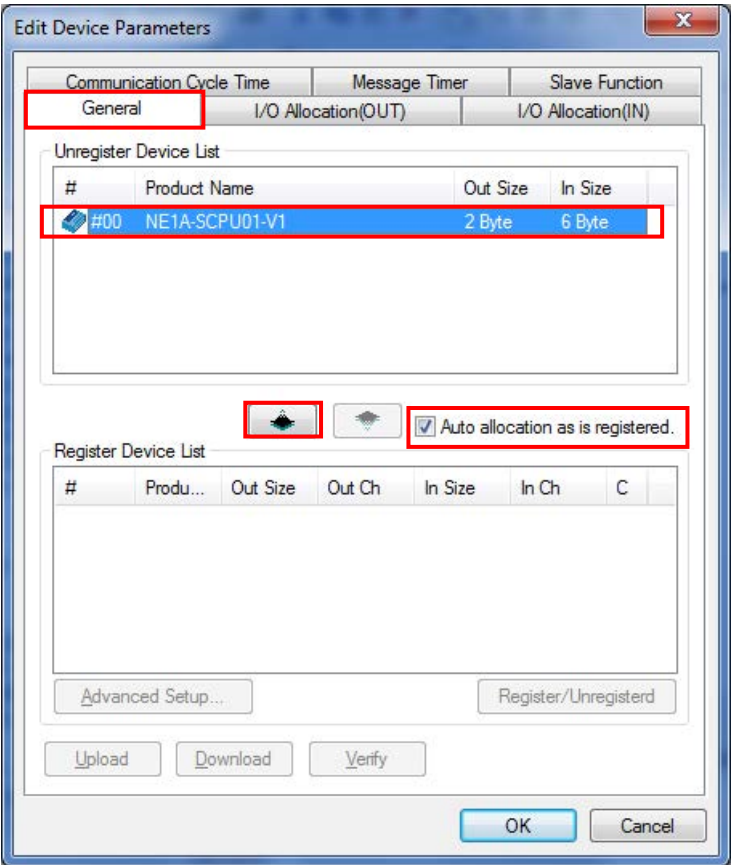 Edit Device Parameters
Communication Cycle Time Message Timer Slave Function
General I/O Allocation(OUT) I/O Allocation(IN)
Unregister Device List
# Product Name Out Size In Size
#00 NE1A-SCPU01-V1 2 Byte 6 Byte
Auto allocation as is registered.
Register Device List
# Produ... Out Size Out Ch In Size In Ch C
Advanced Setup... Register/Unregisterd
Upload Download Verify
OK Cancel